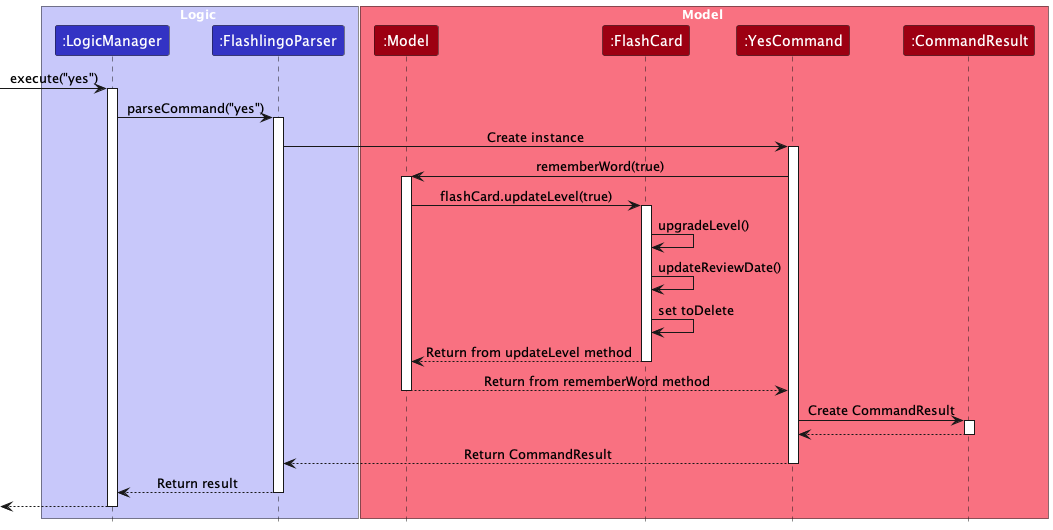 Logic
Model
:LogicManager
:FlashlingoParser
:Model
:FlashCard
:YesCommand
:CommandResult
execute("yes")
parseCommand("yes")
Create instance
rememberWord(true)
flashCard.updateLevel(true)
upgradeLevel()
updateReviewDate()
set toDelete
Return from updateLevel method
Return from rememberWord method
Create CommandResult
Return CommandResult
Return result